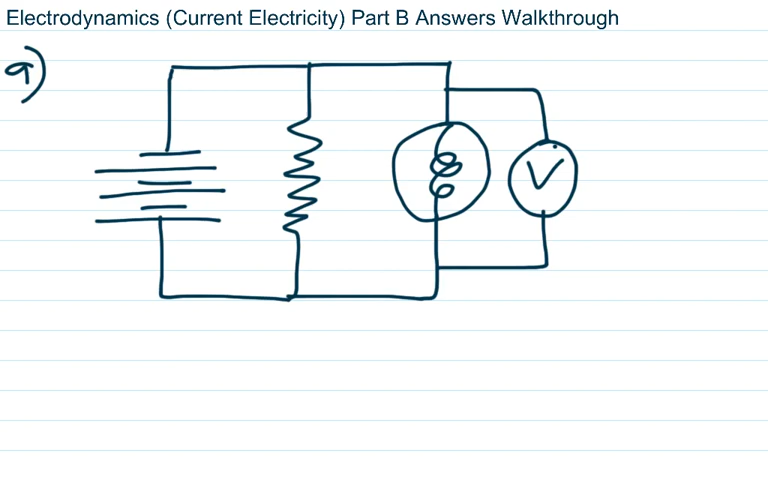 Electrodynamics (Current Electricity) Part B Answers Walkthrough
a)
V